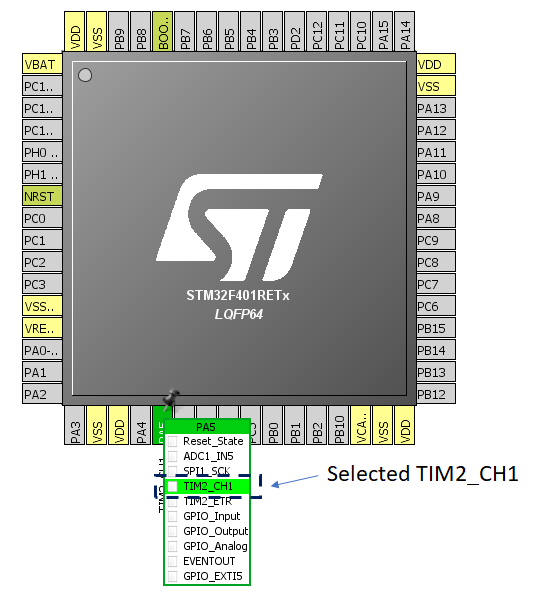 VDD
VSS
PB9
PB8
BOO..
PB7
PB6
PB5
PB4
PB3
PD2
PC12
PC11
PC10
PA15
PA14
VBAT
PC1..
PC1..
PC1..
PH0 ..
PH1 ..
NRST
PC0
PC1
PC2
PC3
VSS..
VRE..
PA0-..
PA1
PA2
VDD
VSS
PA13
PA12
PA11
PA10
PA9
PA8
PC9
PC8
PC7
PC6
PB15
PB14
PB13
PB12
ST
STM32F401RETx
LQFP64
PA3
VSS
VDD
PA4
PB0
PB1
PB2
PB10
VCA..
VSS
VDD
PA5
Reset_State
ADC1_IN5
SPI1_SCK
TIM2_CH1
TIM2_ETR
GPIO_Input
GPIO_Output
GPIO_Analog
EVENTOUT
GPIO_EXTI5
Selected TIM2_CH1